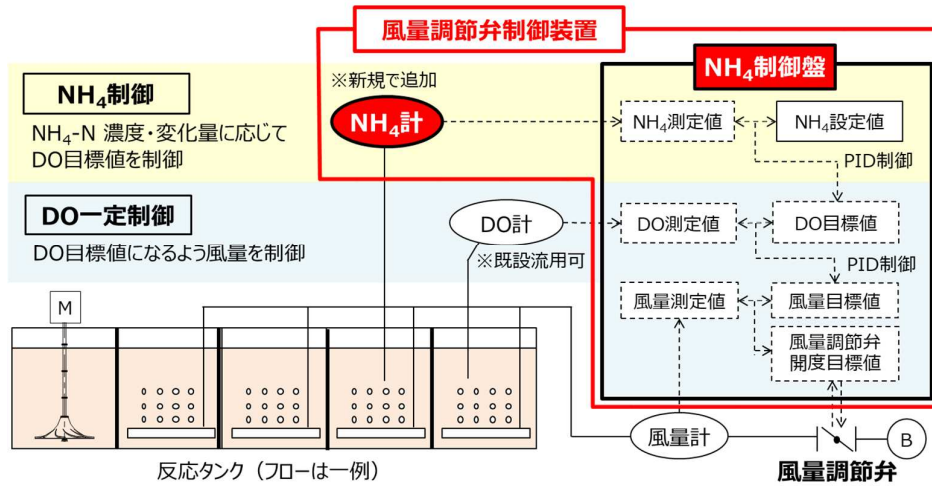 風量調節弁制御装置
NH₄制御盤
NH₄制御
NH₄-N 濃度・変化量に応じて
DO目標値を制御
※新規で追加
NH₄計
NH₄測定値
NH₄設定値
PID制御
DO一定制御
DO目標値になるよう風量を制御
DO計
※既設流用可
DO測定値
DO目標値
PID制御
風量測定値
風量目標値
風量調節弁
開度目標値
M
風量計
B
風量調節弁
反応タンク（フローは一例）